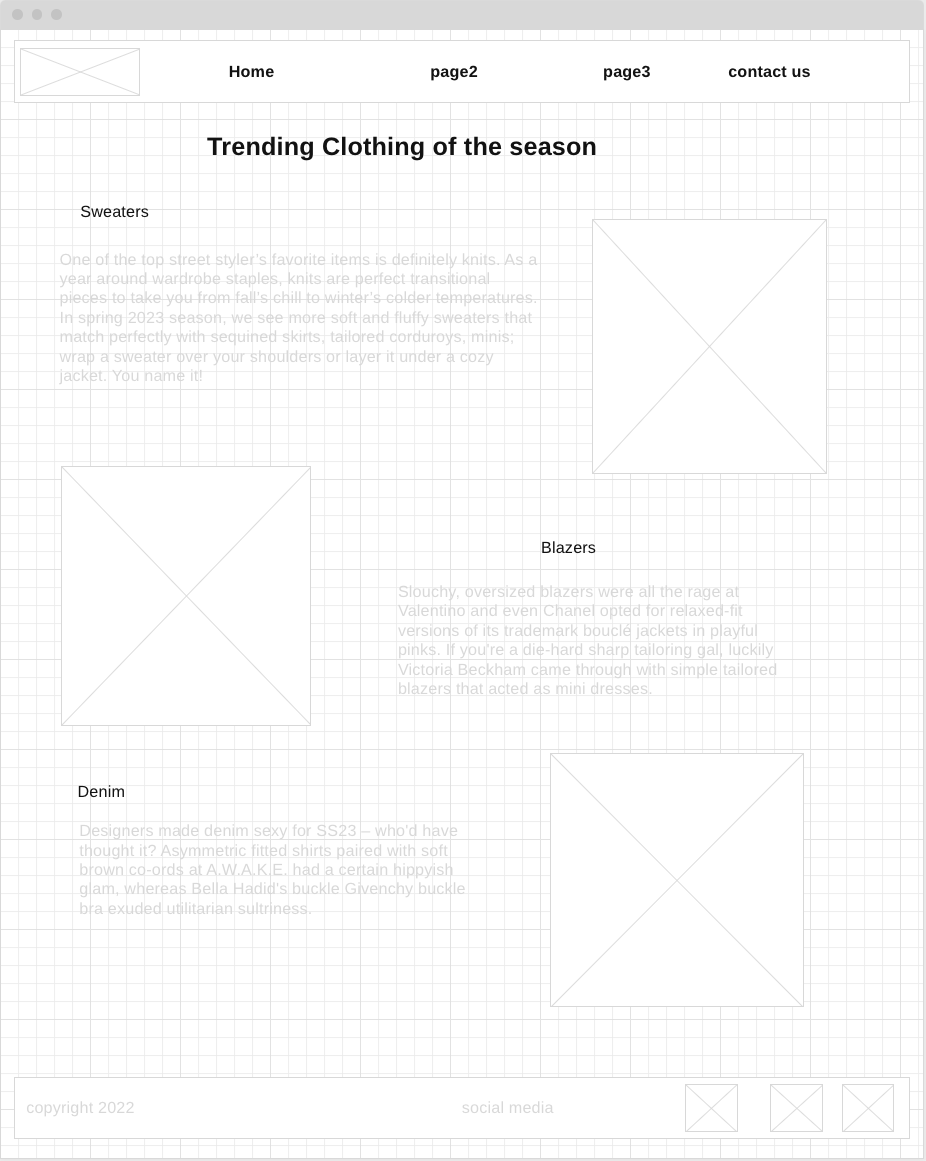 Home page2 page3 contact us
Trending Clothing of the season
Sweaters
One of the top street styler's favorite items is definitely knits. As a
year around wardrobe staples, knits are perfect transitional
pieces to take you from fall's chill to winter's colder temperatures.
In spring 2023 season, we see more soft and fluffy sweaters that
match perfectly with sequined skirts, tailored corduroys, minis;
wrap a sweater over your shoulders or layer it under a cozy
jacket. You name it!
Blazers
Slouchy, oversized blazers were all the rage at
Valentino and even Chanel opted for relaxed-fit
versions of its trademark bouclé jackets in playful
pinks. If you're a die-hard sharp tailoring gal, luckily
Victoria Beckham came through with simple tailored
blazers that acted as mini dresses.
Denim
Designers made denim sexy for SS23 – who'd have
thought it? Asymmetric fitted shirts paired with soft
brown co-ords at A.W.A.K.E. had a certain hippyish
glam, whereas Bella Hadid's buckle Givenchy buckle
bra exuded utilitarian sultriness.
copyright 2022 social media